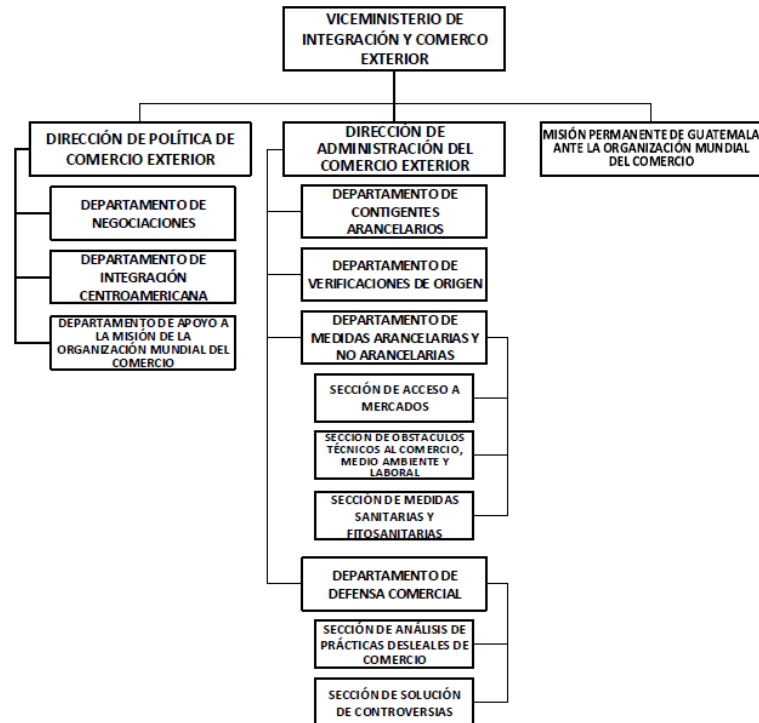 VICEMINISTERIO DE
INTEGRACIÓN Y COMERCO
EXTERIOR
DIRECCIÓN DE POLÍTICA DE
COMERCIO EXTERIOR
DEPARTAMENTO DE
NEGOCIACIONES
DEPARTAMENTO DE
INTEGRACIÓN
CENTROAMERICANA
DEPARTAMENTO DE APOYO A
LA MISIÓN DE LA
ORGANIZACIÓN MUNDIAL DEL
COMERCIO
DIRECCIÓN DE
ADMINISTRACIÓN DEL
COMERCIO EXTERIOR
DEPARTAMENTO DE
CONTIGENTES
ARANCELARIOS
DEPARTAMENTO DE
VERIFICACIONES DE ORIGEN
DEPARTAMENTO DE
MEDIDAS ARANCELARIAS Y
NO ARANCELARIAS
SECCIÓN DE ACCESO A
MERCADOS
SECCIÓN DE OBSTACULOS
TÉCNICOS AL COMERCIO,
MEDIO AMBIENTE Y
LABORAL
SECCIÓN DE MEDIDAS
SANITARIAS Y
FITOSANITARIAS
DEPARTAMENTO DE
DEFENSA COMERCIAL
SECCIÓN DE ANÁLISIS DE
PRÁCTICAS DESLEALES DE
COMERCIO
SECCIÓN DE SOLUCIÓN
DE CONTROVERSIAS
MISIÓN PERMANENTE DE GUATEMALA
ANTE LA ORGANIZACIÓN MUNDIAL
DEL COMERCIO